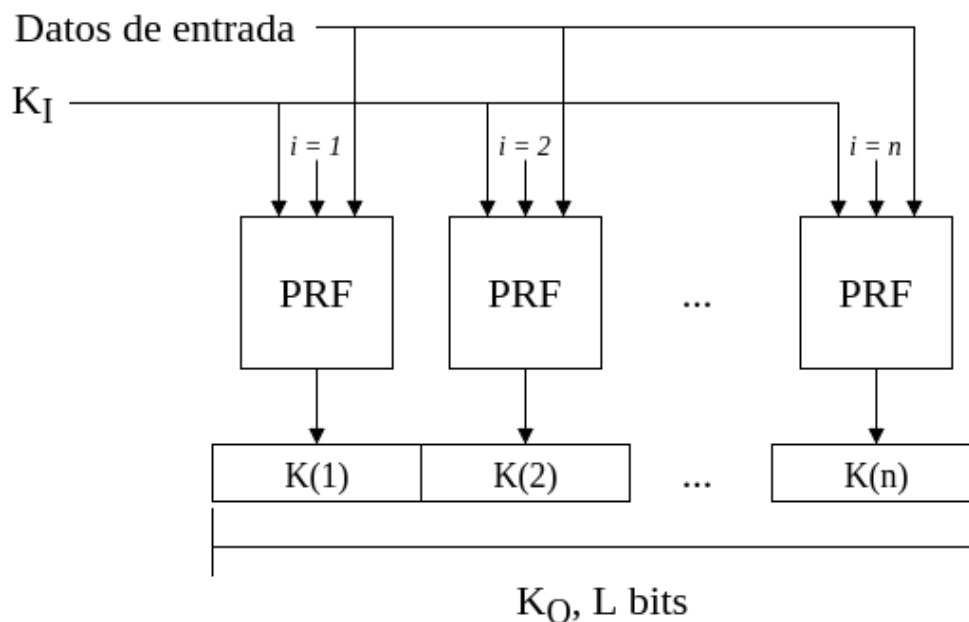 Datos de entrada
K_I
i = 1 i = 2 i = n
PRF PRF ... PRF
K(1) K(2) ... K(n)
K_O, L bits